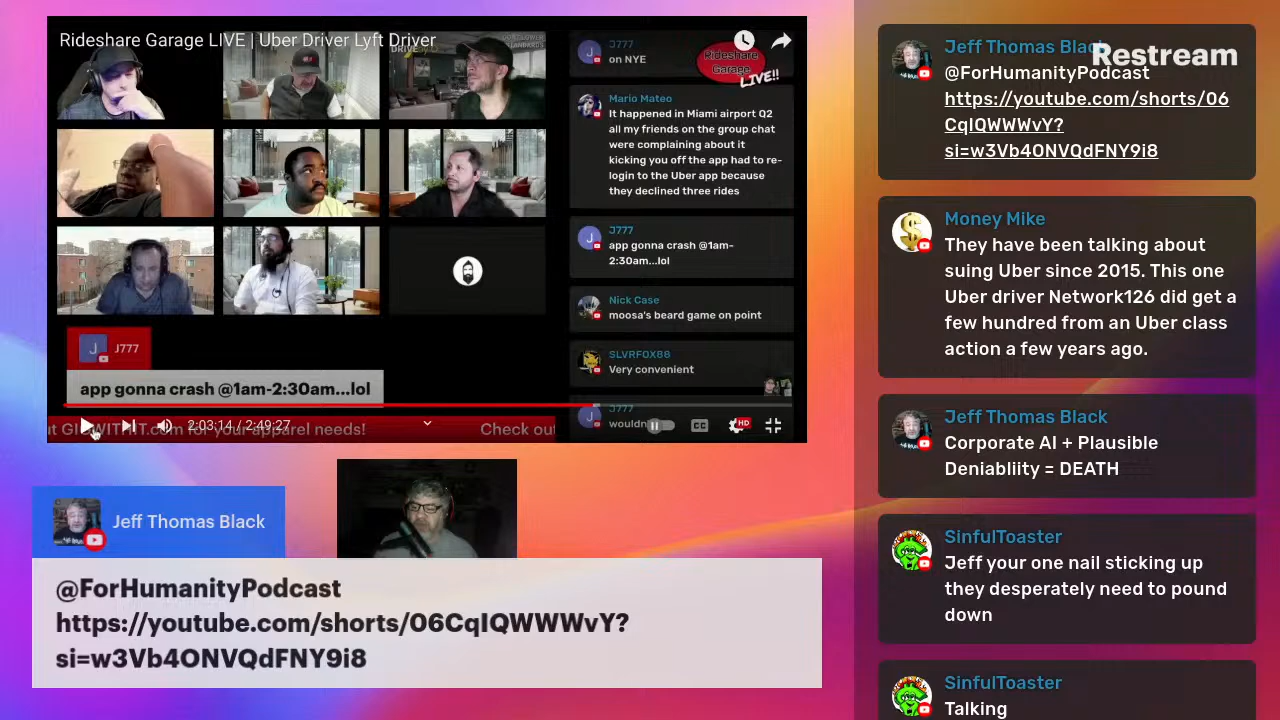 Rideshare Garage LIVE | Uber Driver Lyft Driver
J777
on NYE
Rideshare
Garage
LIVE!!
Mario Mateo
It happened in Miami airport Q2
all my friends on the group chat
were complaining about it
kicking you off the app had to re-
login to the Uber app because
they declined three rides
J777
app gonna crash @1am-
2:30am...lol
Nick Case
moosa's beard game on point
SLVRFOX88
Very convenient
J777
wouldn
J J777
app gonna crash @1am-2:30am...lol
2:03:14 / 2:49:27
CC
HD
for your apparel needs!
Check out
Jeff Thomas Black
@ForHumanityPodcast
https://youtube.com/shorts/06CqIQWWWvY?
si=w3Vb4ONVQdFNY9i8
Restream
Jeff Thomas Black
@ForHumanityPodcast
https://youtube.com/shorts/06
CqIQWWWvY?
si=w3Vb4ONVQdFNY9i8
Money Mike
They have been talking about
suing Uber since 2015. This one
Uber driver Network126 did get a
few hundred from an Uber class
action a few years ago.
Jeff Thomas Black
Corporate AI + Plausible
Deniabliity = DEATH
SinfulToaster
Jeff your one nail sticking up
they desperately need to pound
down
SinfulToaster
Talking